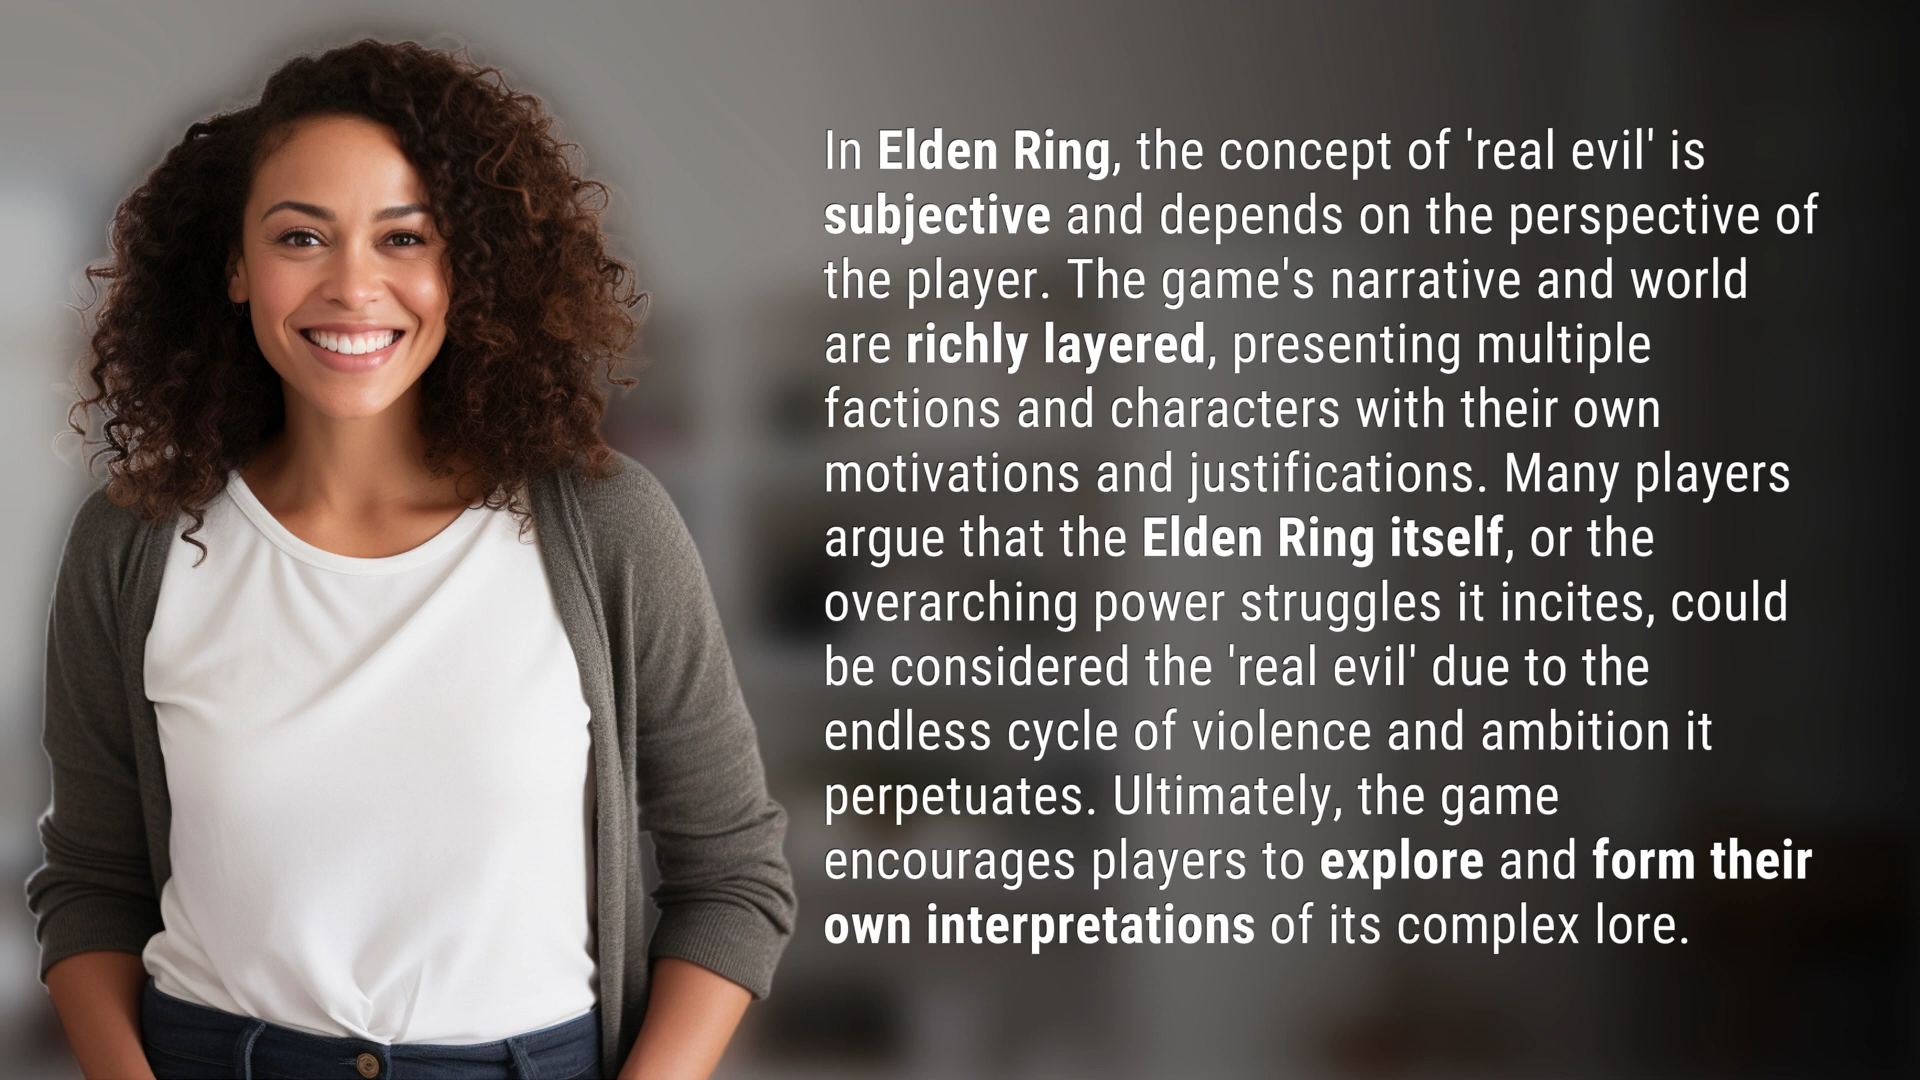 In Elden Ring, the concept of 'real evil' is
subjective and depends on the perspective of
the player. The game's narrative and world
are richly layered, presenting multiple
factions and characters with their own
motivations and justifications. Many players
argue that the Elden Ring itself, or the
overarching power struggles it incites, could
be considered the 'real evil' due to the
endless cycle of violence and ambition it
perpetuates. Ultimately, the game
encourages players to explore and form their
own interpretations of its complex lore.